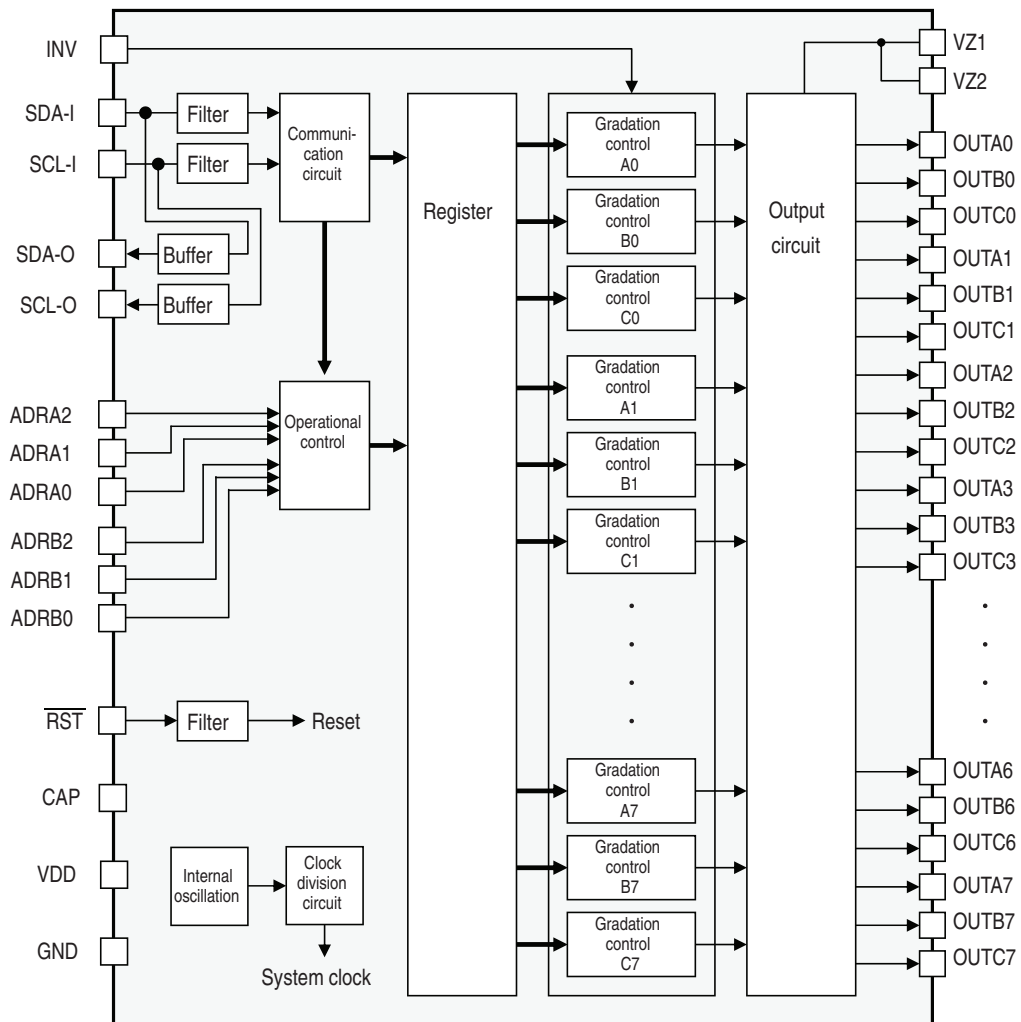 INV
SDA-I
SCL-I
SDA-O
SCL-O
ADRA2
ADRA1
ADRA0
ADRB2
ADRB1
ADRB0
RST
CAP
VDD
GND
Filter
Filter
Buffer
Buffer
Communi-
cation
circuit
Operational
control
Filter
Reset
Internal
oscillation
Clock
division
circuit
System clock
Register
Gradation
control
A0
Gradation
control
B0
Gradation
control
C0
Gradation
control
A1
Gradation
control
B1
Gradation
control
C1
Gradation
control
A7
Gradation
control
B7
Gradation
control
C7
Output
circuit
VZ1
VZ2
OUTA0
OUTB0
OUTC0
OUTA1
OUTB1
OUTC1
OUTA2
OUTB2
OUTC2
OUTA3
OUTB3
OUTC3
OUTA6
OUTB6
OUTC6
OUTA7
OUTB7
OUTC7